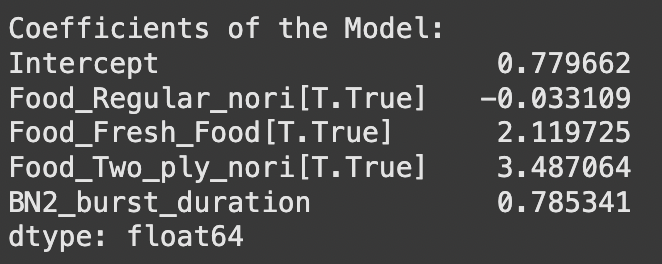 Coefficients of the Model:
Intercept 0.779662
Food_Regular_nori[T.True] -0.033109
Food_Fresh_Food[T.True] 2.119725
Food_Two_ply_nori[T.True] 3.487064
BN2_burst_duration 0.785341
dtype: float64